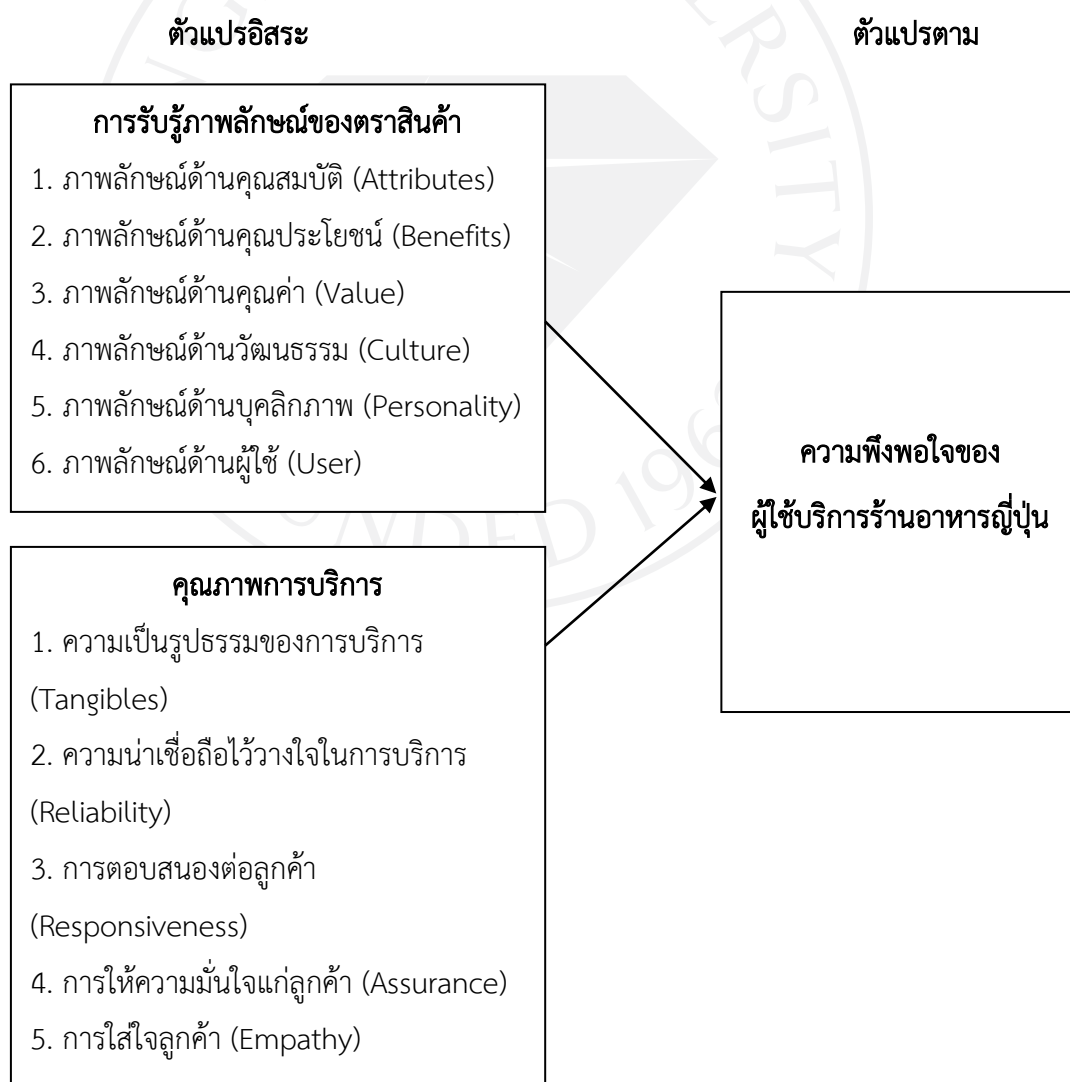 ตัวแปรอิสระ
ตัวแปรตาม
การรับรู้ภาพลักษณ์ของตราสินค้า
1. ภาพลักษณ์ด้านคุณสมบัติ (Attributes)
2. ภาพลักษณ์ด้านคุณประโยชน์ (Benefits)
3. ภาพลักษณ์ด้านคุณค่า (Value)
4. ภาพลักษณ์ด้านวัฒนธรรม (Culture)
5. ภาพลักษณ์ด้านบุคลิกภาพ (Personality)
6. ภาพลักษณ์ด้านผู้ใช้ (User)
ความพึงพอใจของ
ผู้ใช้บริการร้านอาหารญี่ปุ่น
คุณภาพการบริการ
1. ความเป็นรูปธรรมของการบริการ
(Tangibles)
2. ความน่าเชื่อถือไว้วางใจในการบริการ
(Reliability)
3. การตอบสนองต่อลูกค้า
(Responsiveness)
4. การให้ความมั่นใจแก่ลูกค้า (Assurance)
5. การใส่ใจลูกค้า (Empathy)